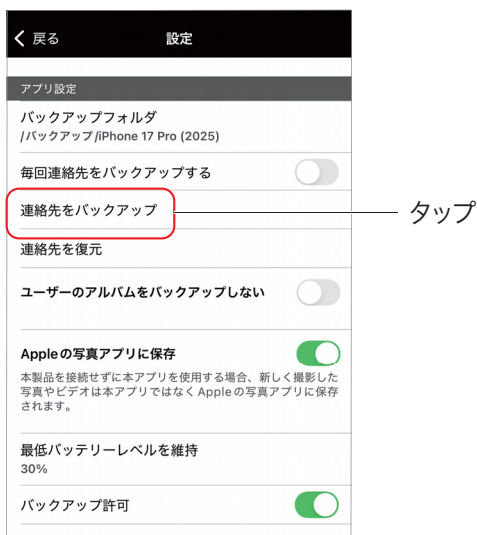 戻る
設定
アプリ設定
バックアップフォルダ
/バックアップ/iPhone 17 Pro (2025)
毎回連絡先をバックアップする
連絡先をバックアップ
タップ
連絡先を復元
ユーザーのアルバムをバックアップしない
Appleの写真アプリに保存
本製品を接続せずに本アプリを使用する場合、新しく撮影した
写真やビデオは本アプリではなくAppleの写真アプリに保存
されます。
最低バッテリーレベルを維持
30%
バックアップ許可